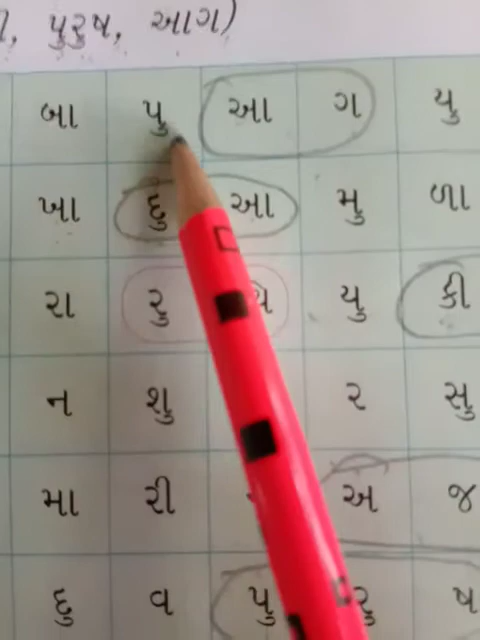 પુરુષ, આગ)
બા પુ આ ગ યુ
ખા દુ આ મુ ળા
રા રુ યુ કી
ન શુ ર સુ
મા રી અ જ
દુ વ પુ રુ ષ